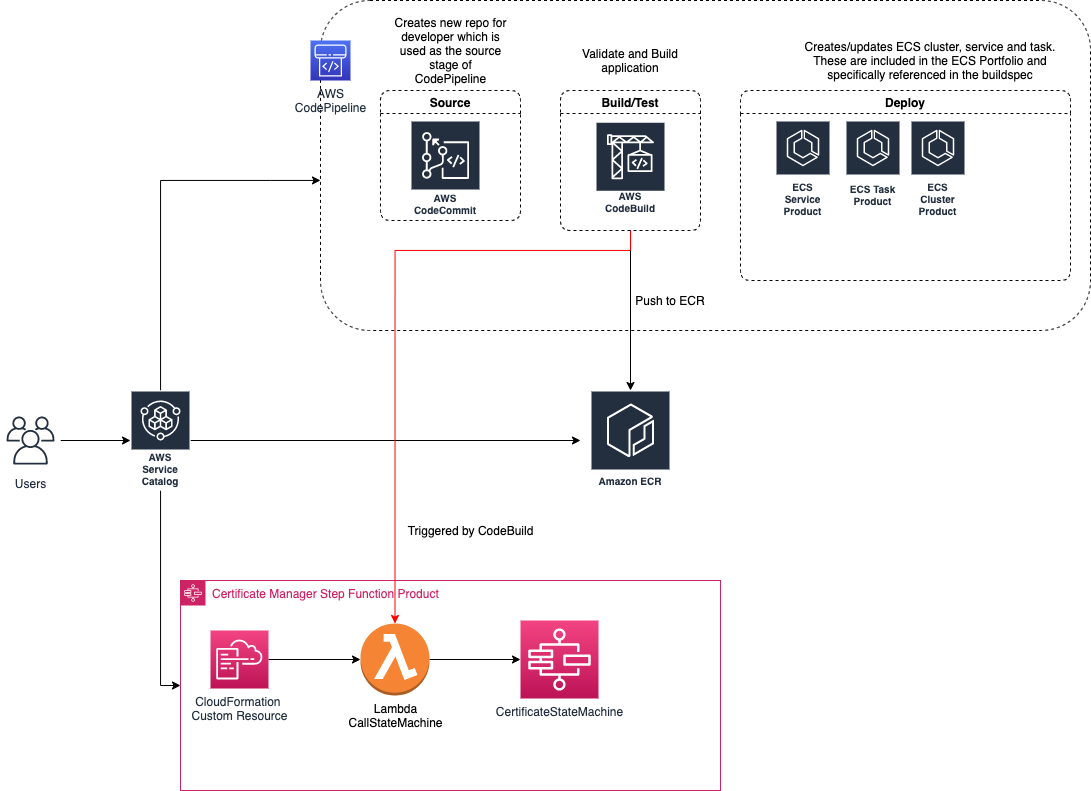 Creates new repo for
developer which is
used as the source
stage of
CodePipeline
Validate and Build
application
Creates/updates ECS cluster, service and task.
These are included in the ECS Portfolio and
specifically referenced in the buildspec
AWS
CodePipeline
Source
AWS
CodeCommit
Build/Test
AWS
CodeBuild
Deploy
ECS
Service
Product
ECS Task
Product
ECS
Cluster
Product
Push to ECR
Users
AWS
Service
Catalog
Amazon ECR
Triggered by CodeBuild
Certificate Manager Step Function Product
CloudFormation
Custom Resource
Lambda
CallStateMachine
CertificateStateMachine